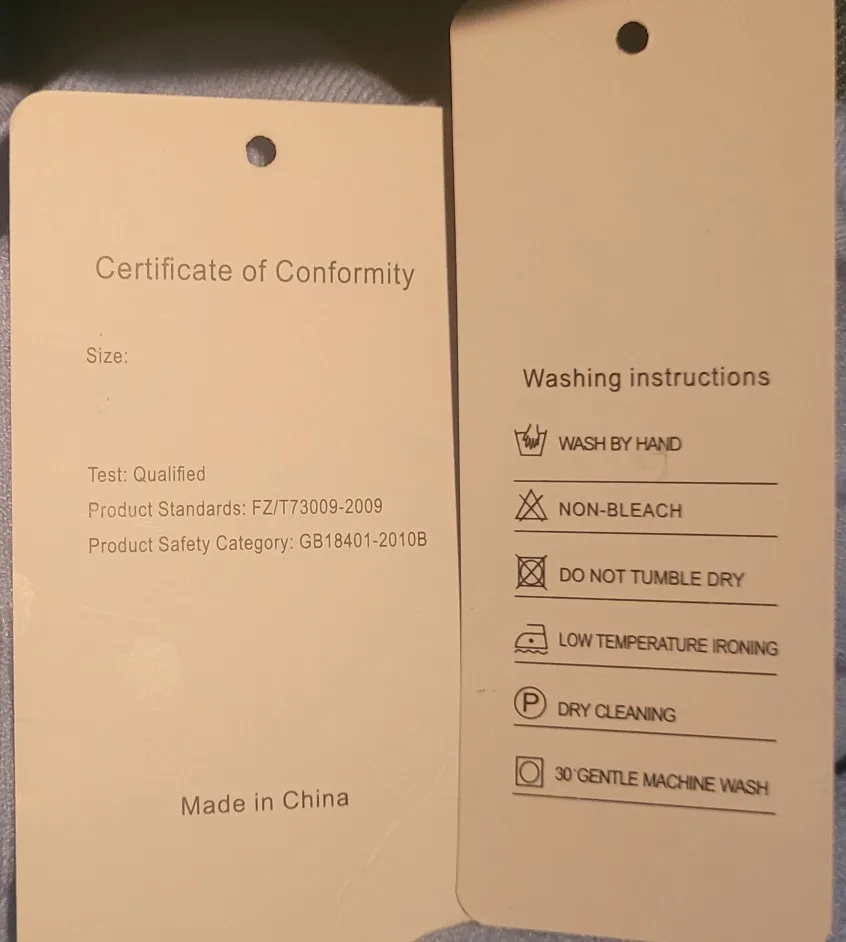 Certificate of Conformity
Size:
Test: Qualified
Product Standards: FZ/T73009-2009
Product Safety Category: GB18401-2010B
Made in China
Washing instructions
WASH BY HAND
NON-BLEACH
DO NOT TUMBLE DRY
LOW TEMPERATURE IRONING
P DRY CLEANING
30°GENTLE MACHINE WASH